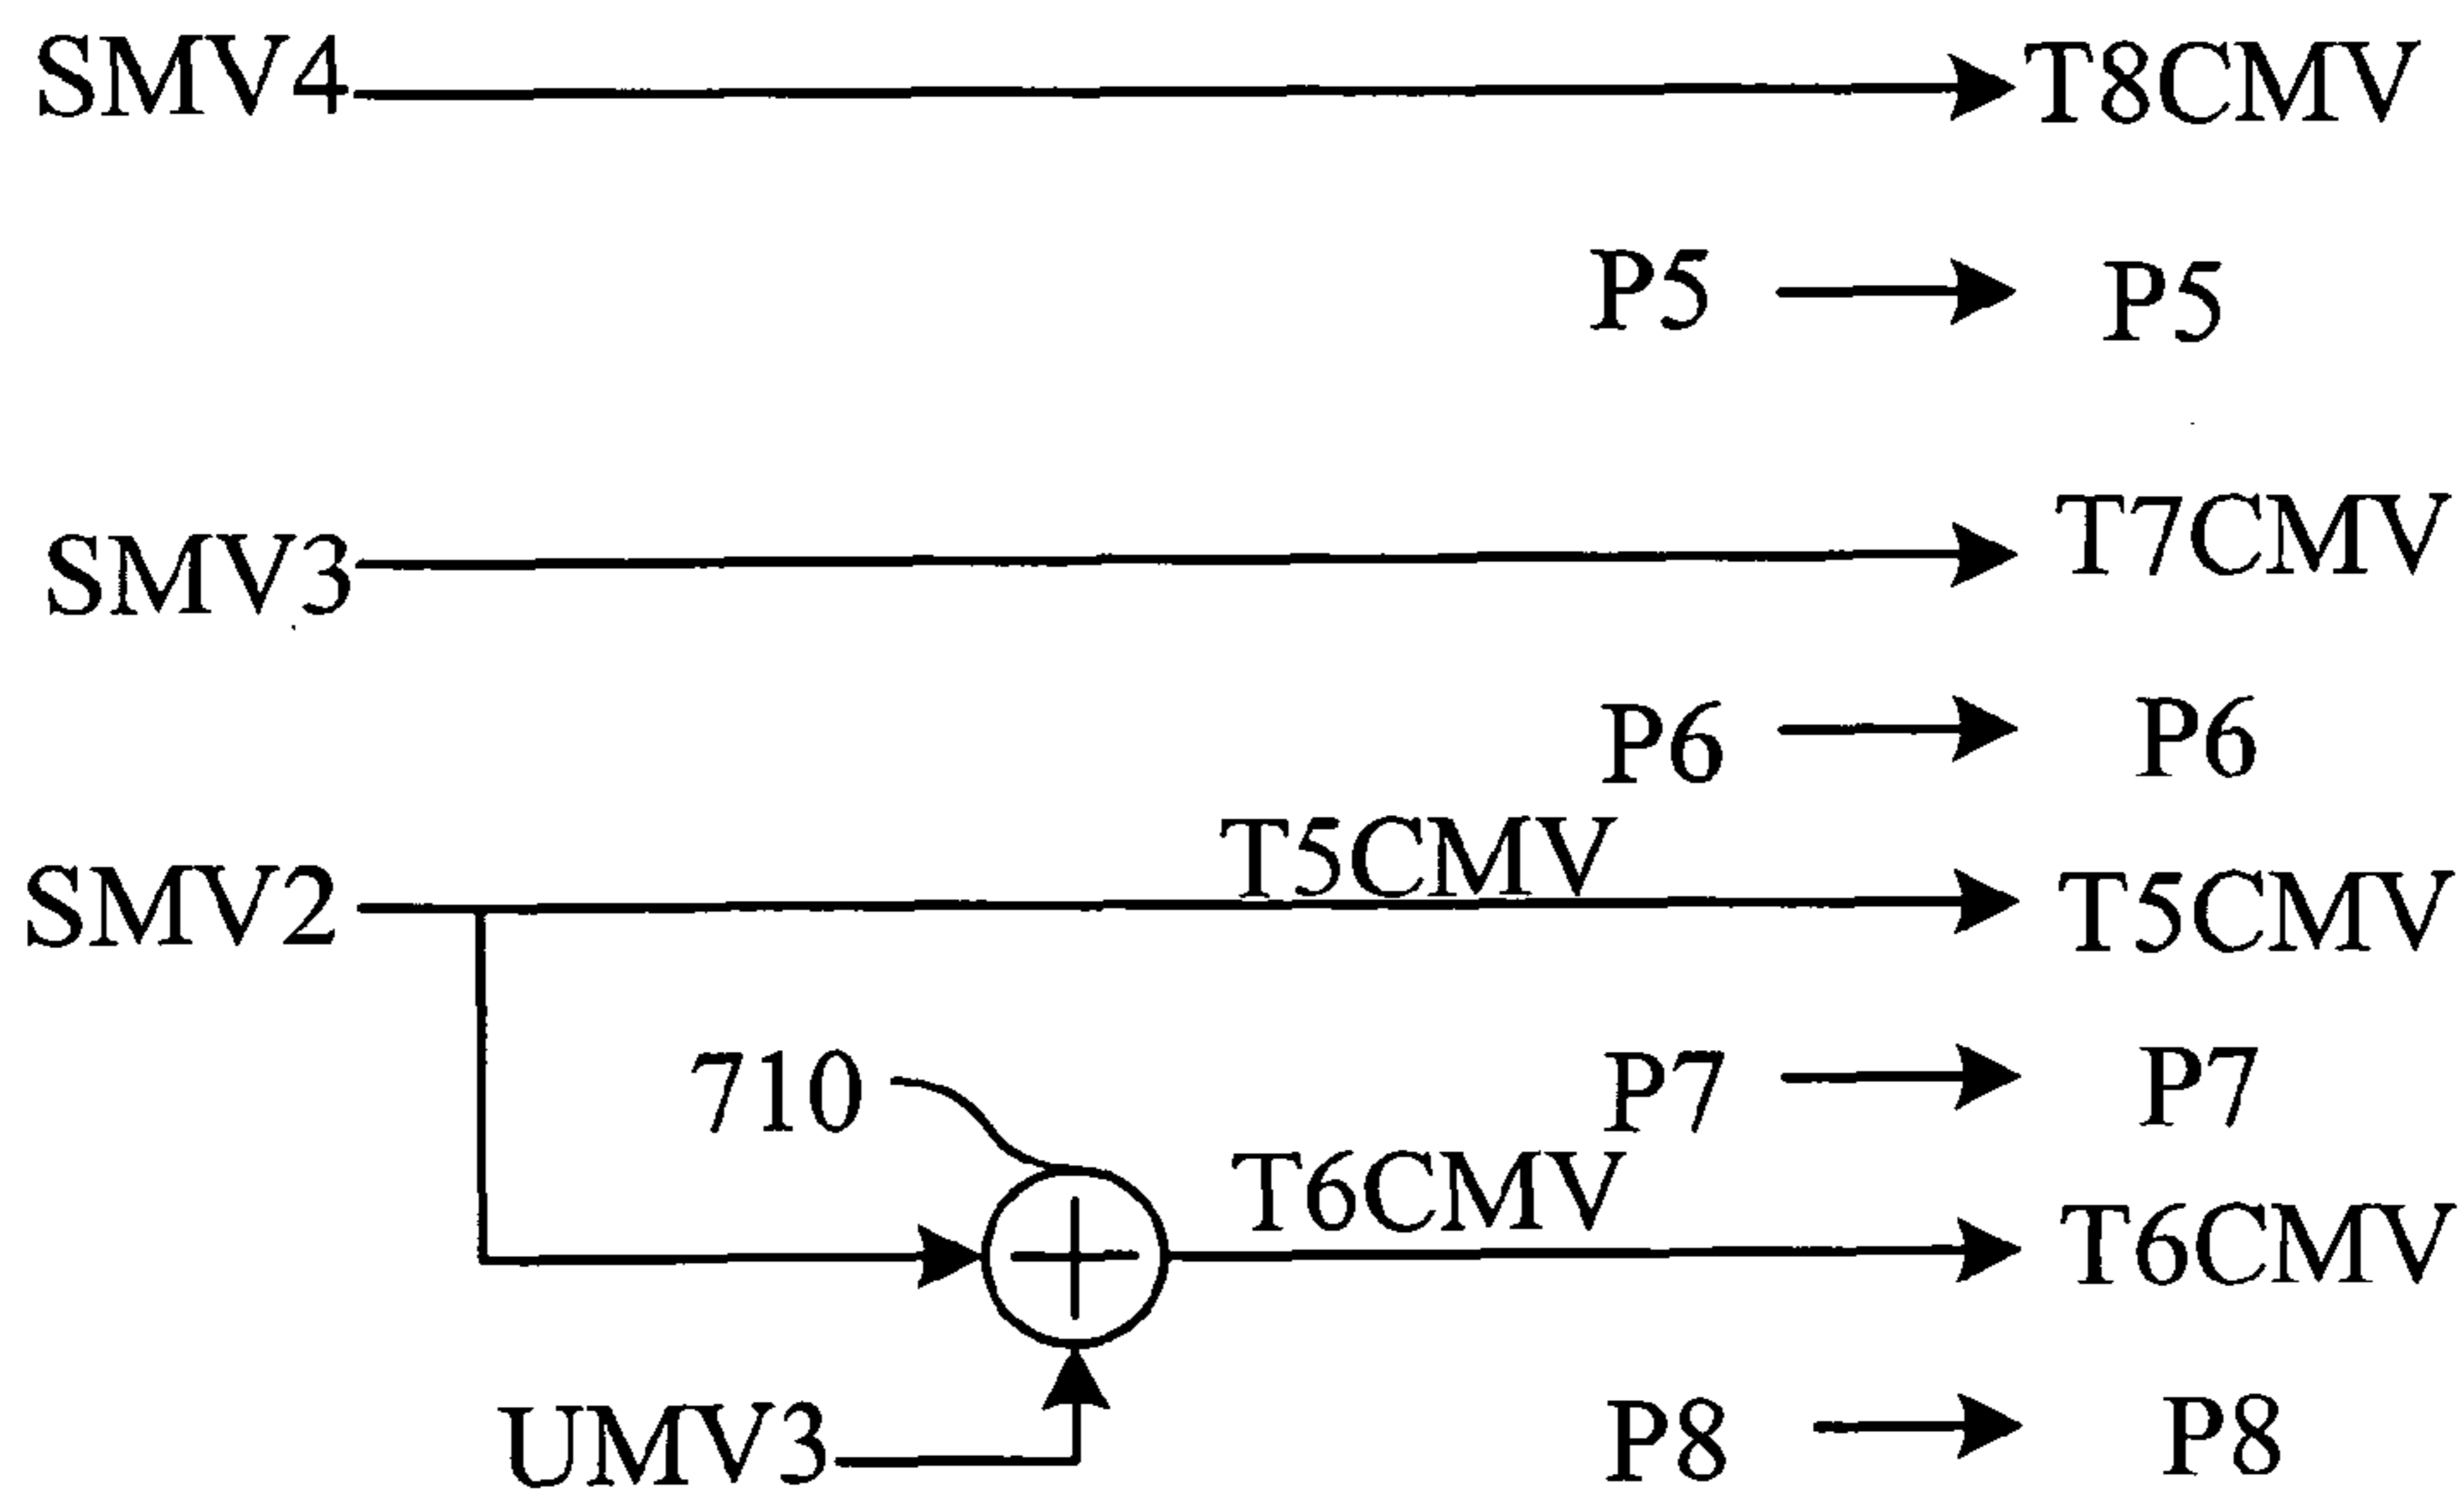 SMV4 T8CMV
P5 P5
SMV3 T7CMV
P6 P6
T5CMV
SMV2 T5CMV
710 P7 P7
T6CMV
T6CMV
UMV3 P8 P8